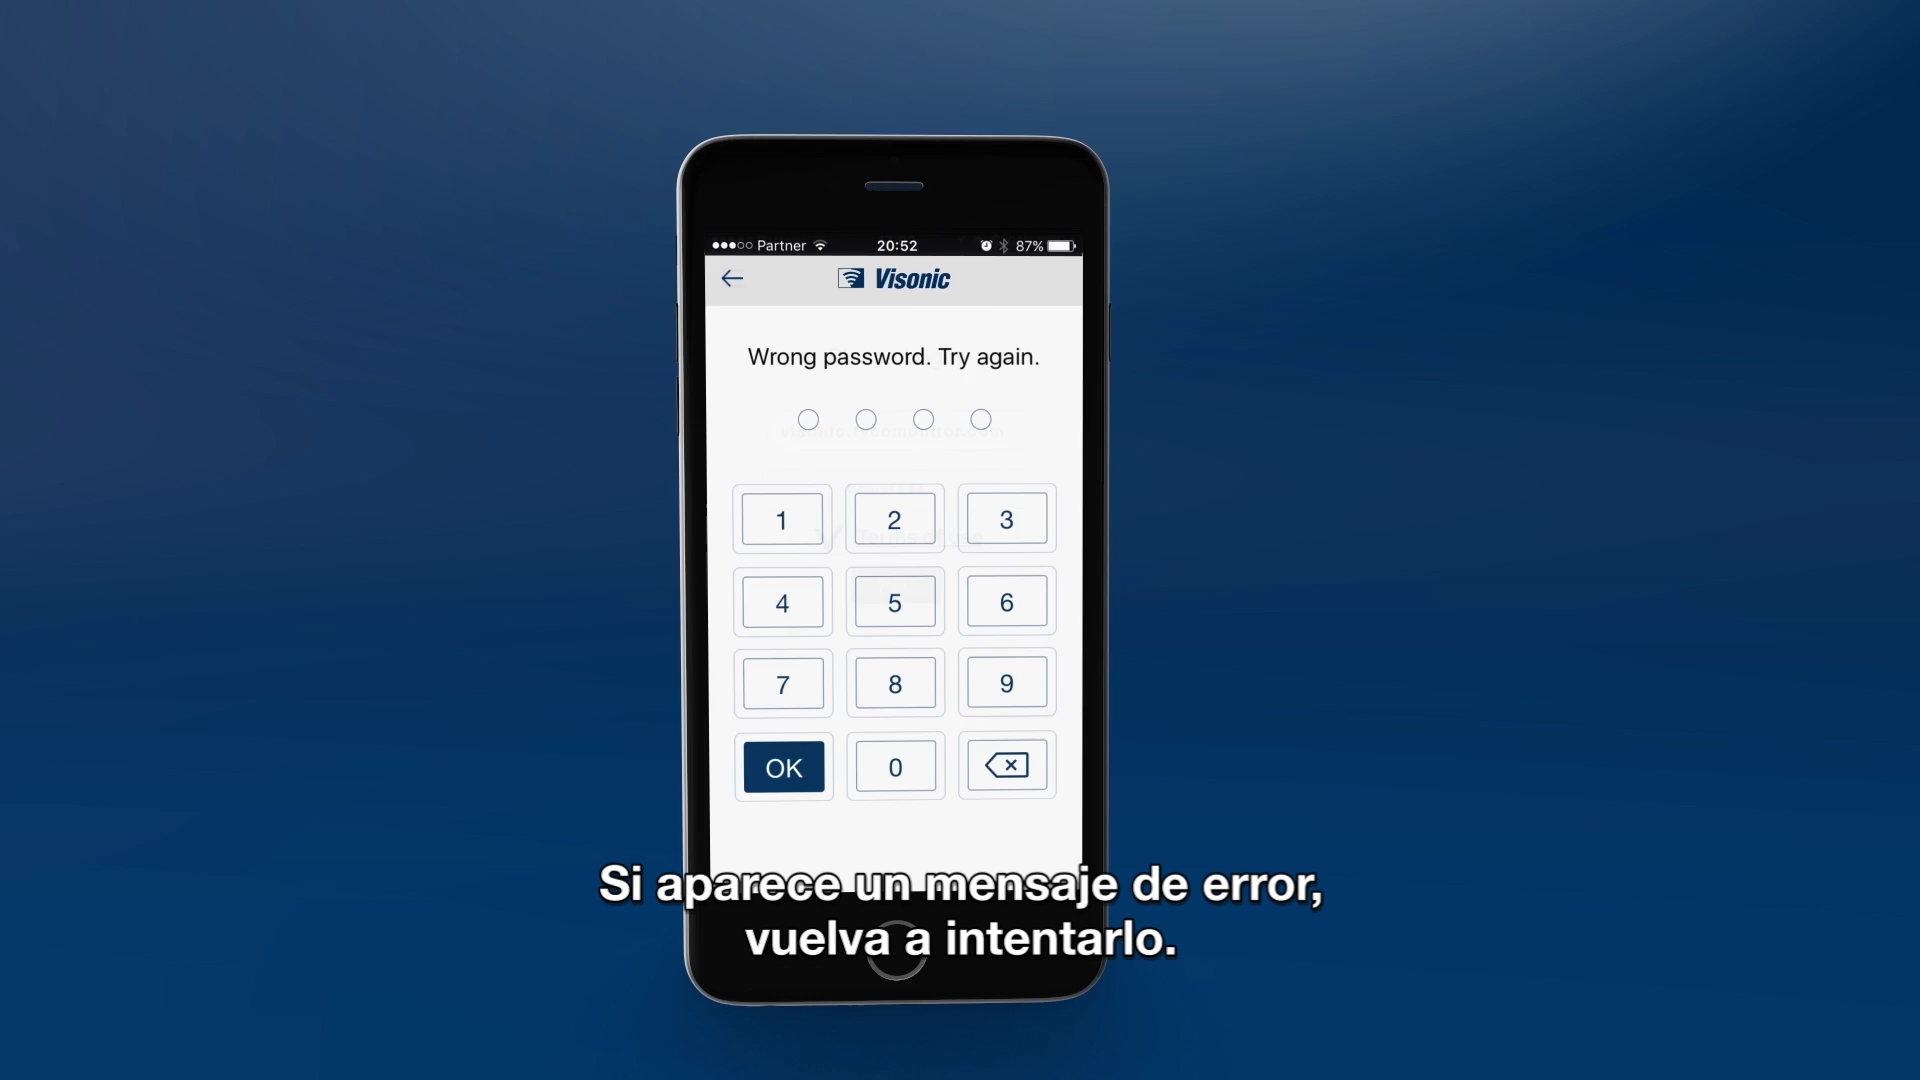 Partner 20:52 87%
Visonic
Wrong password. Try again.
1 2 3
4 5 6
7 8 9
OK 0
Si aparece un mensaje de error,
vuelva a intentarlo.